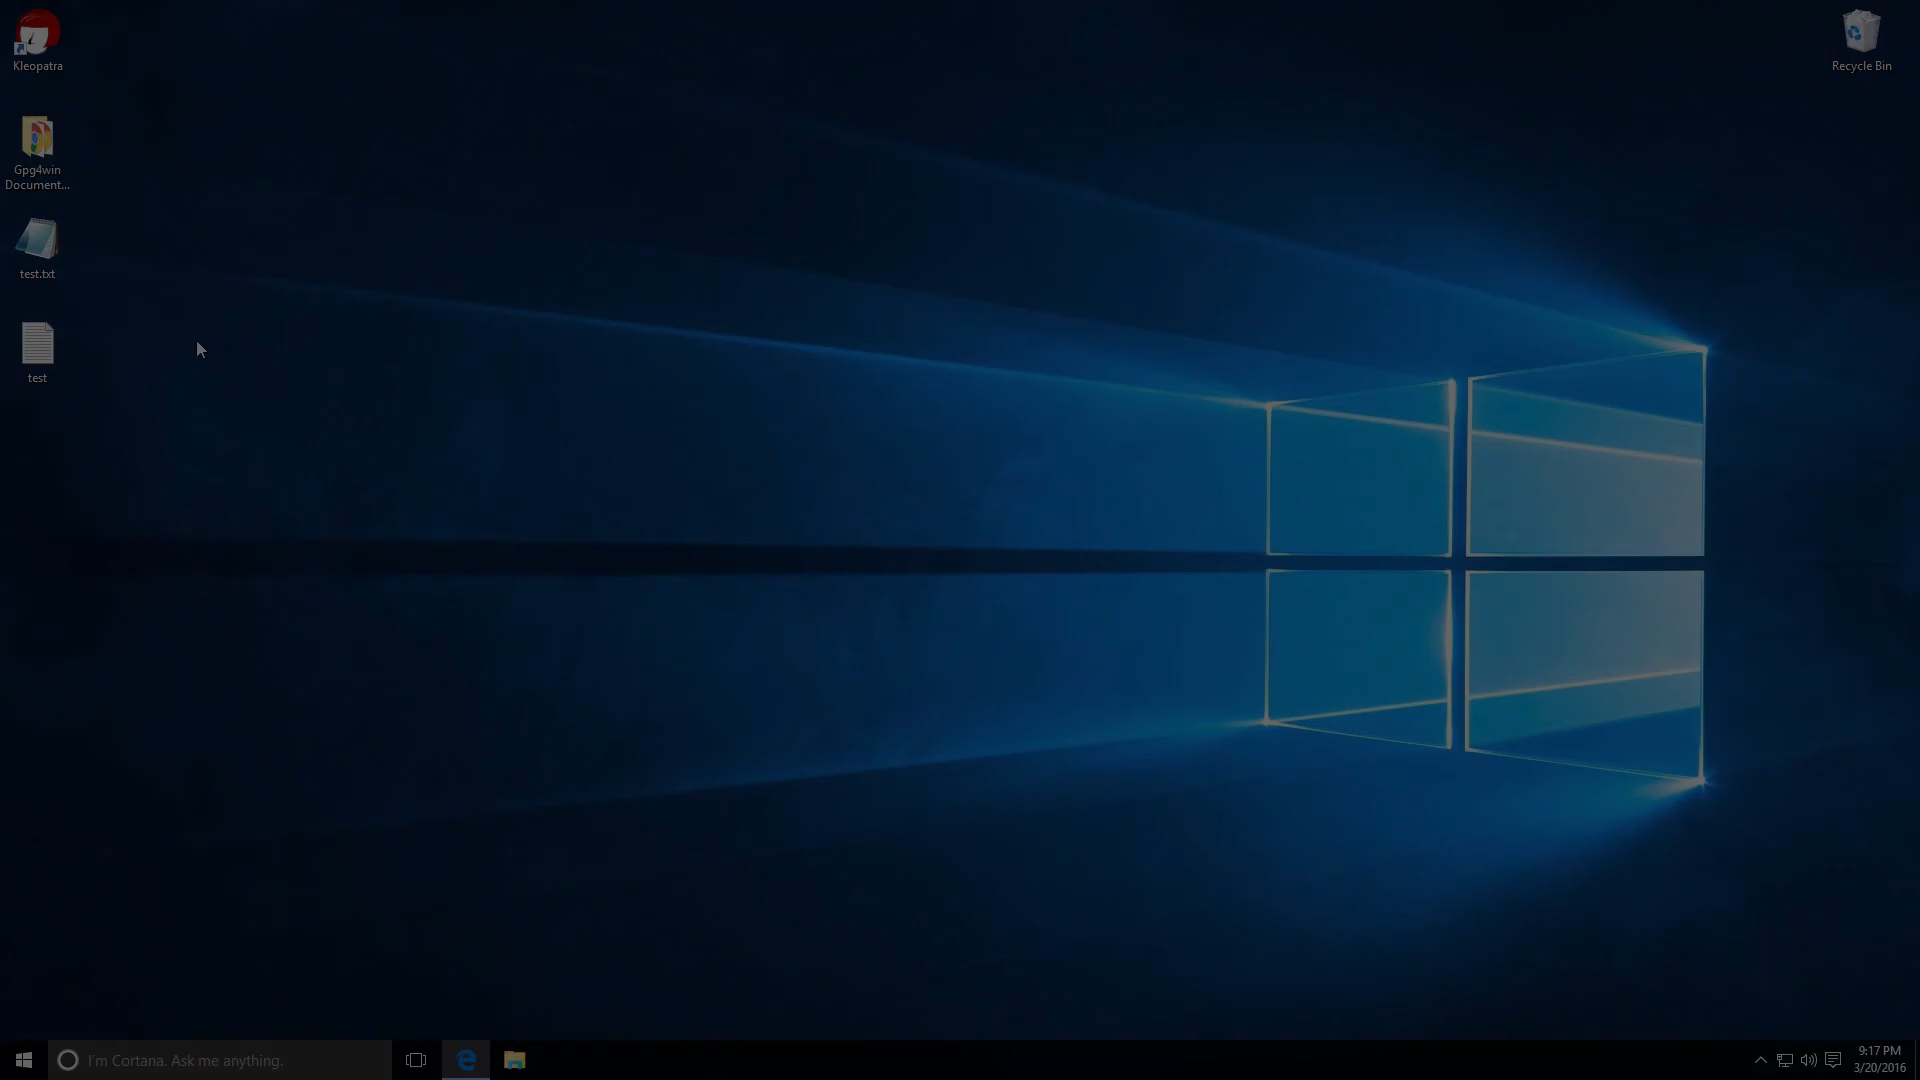 Kleopatra
Recycle Bin
Gpg4win
Document...
test.txt
test
I'm Cortana. Ask me anything.
9:17 PM
3/20/2016